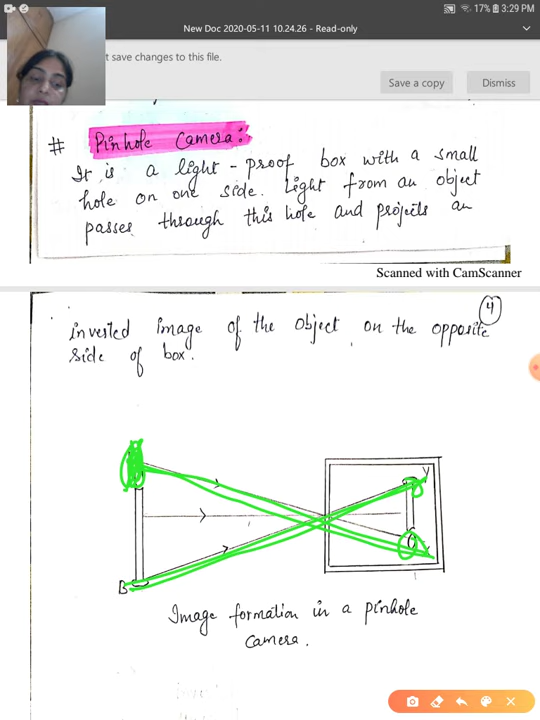 17% 3:29 PM
New Doc 2020-05-11 10.24.26 - Read-only
t save changes to this file.
Save a copy
Dismiss
# Pinhole Camera:
It is a light-proof box with a small
hole on one side. Light from an object
passes through this hole and projects an
Scanned with CamScanner
4
inverted image of the object on the opposite
side of box.
B
Image formation in a pinhole
camera.